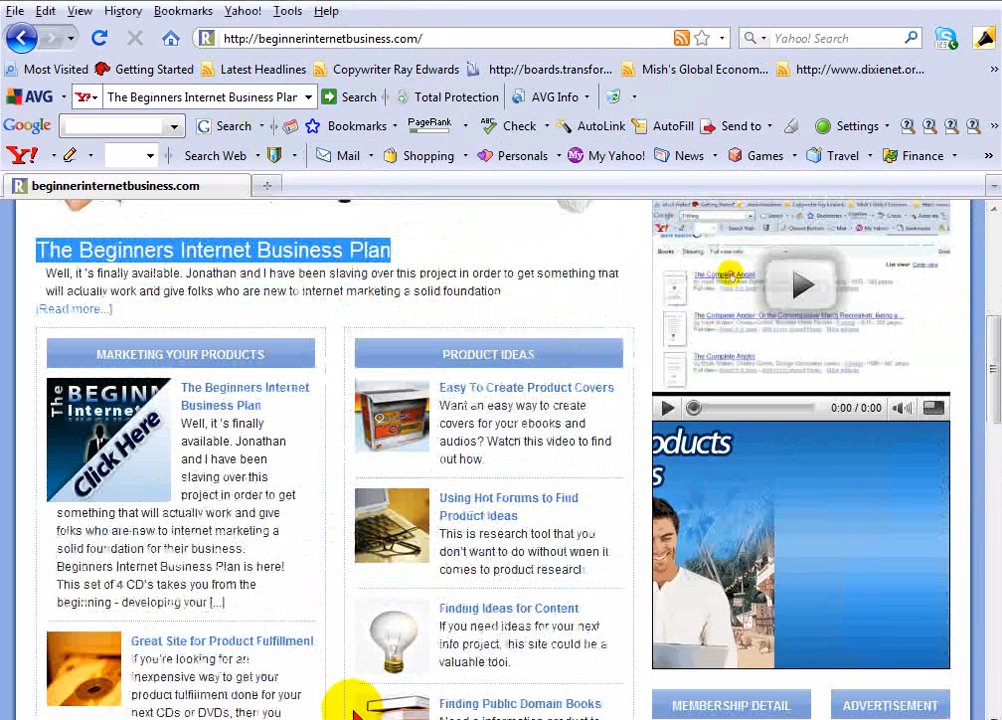 File Edit View History Bookmarks Yahoo! Tools Help
http://beginnerinternetbusiness.com/ Yahoo! Search
Most Visited Getting Started Latest Headlines Copywriter Ray Edwards http://boards.transfor... Mish's Global Econom... http://www.dixienet.or... »
AVG The Beginners Internet Business Plan Search Total Protection AVG Info
Google Search Bookmarks PageRank Check AutoLink AutoFill Send to Settings
Y! Search Web Mail Shopping Personals My Yahoo! News Games Travel Finance »
beginnerinternetbusiness.com
The Beginners Internet Business Plan
Well, it 's finally available. Jonathan and I have been slaving over this project in order to get something that
will actually work and give folks who are new to internet marketing a solid foundation
[Read more...]
MARKETING YOUR PRODUCTS
The BEGINN
Interne
Click Here
The Beginners Internet
Business Plan
Well, it 's finally
available. Jonathan
and I have been
slaving over this
project in order to get
something that will actually work and give
folks who are new to internet marketing a
solid foundation for their business.
Beginners Internet Business Plan is here!
This set of 4 CD's takes you from the
beginning - developing your [...]
Great Site for Product Fulfillment
If you're looking for an
inexpensive way to get your
product fulfillment done for your
next CDs or DVDs, then you
PRODUCT IDEAS
Easy To Create Product Covers
Want an easy way to create
covers for your ebooks and
audios? Watch this video to find
out how.
Using Hot Forums to Find
Product Ideas
This is research tool that you
don't want to do without when it
comes to product research.
Finding Ideas for Content
If you need ideas for your next
info project, this site could be a
valuable tool.
Finding Public Domain Books
Need a information product to
The Complete Angler
The Complete Angler
0:00 / 0:00
oducts
s
MEMBERSHIP DETAIL
ADVERTISEMENT